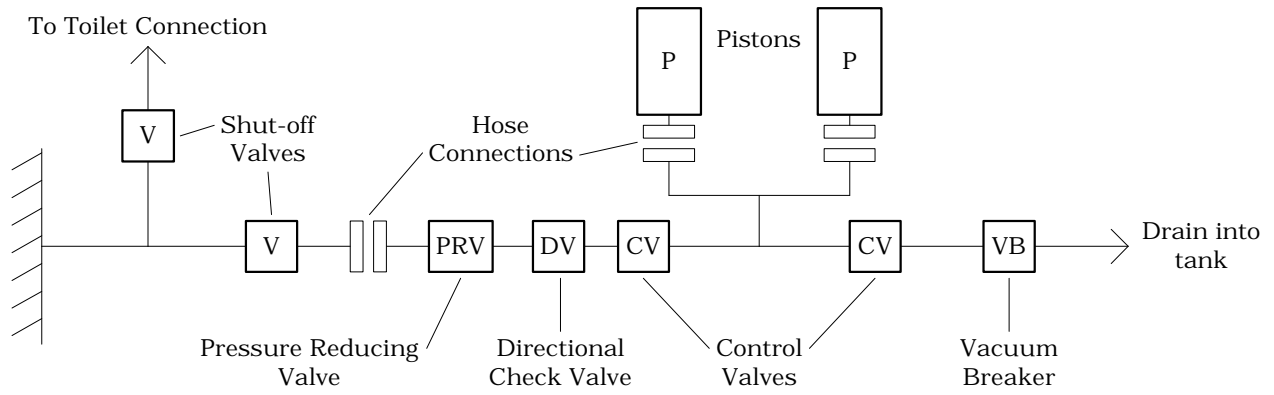 To Toilet Connection
P
Pistons
P
V
Shut-off
Valves
Hose
Connections
V
PRV
DV
CV
CV
VB
Drain into
tank
Pressure Reducing
Valve
Directional
Check Valve
Control
Valves
Vacuum
Breaker